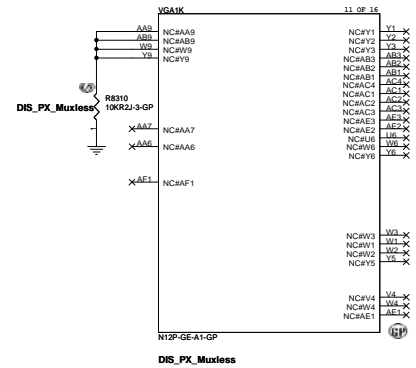 VGA1K 11 OF 16
AA9 NC#AA9
AB9 NC#AB9
W9 NC#W9
Y9 NC#Y9
R8310
DIS_PX_Muxless 10KR2J-3-GP
1
AA7 NC#AA7
AA6 NC#AA6
AF1 NC#AF1
NC#Y1 Y1
NC#Y2 Y2
NC#Y3 Y3
NC#AB3 AB3
NC#AB2 AB2
NC#AB1 AB1
NC#AC4 AC4
NC#AC1 AC1
NC#AC2 AC2
NC#AC3 AC3
NC#AE3 AE3
NC#AE2 AE2
NC#U6 U6
NC#W6 W6
NC#Y6 Y6
NC#W3 W3
NC#W1 W1
NC#W2 W2
NC#Y5 Y5
NC#V4 V4
NC#W4 W4
NC#AE1 AE1
GP
N12P-GE-A1-GP
DIS_PX_Muxless